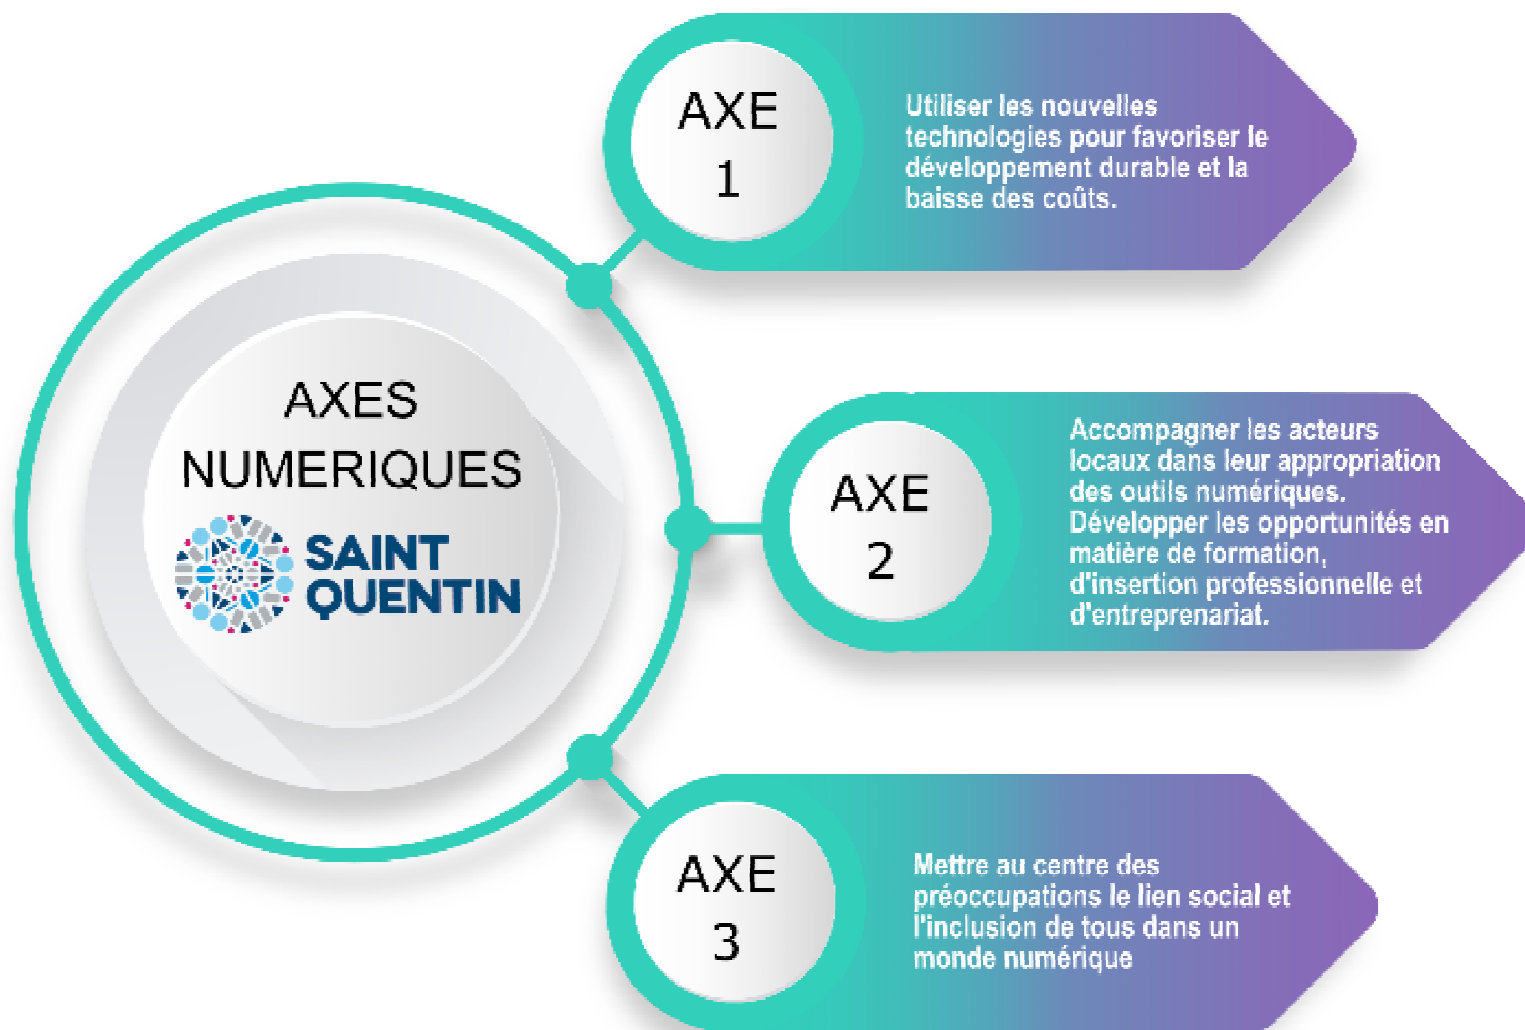 AXES
NUMERIQUES
SAINT
QUENTIN
AXE
1
Utiliser les nouvelles
technologies pour favoriser le
développement durable et la
baisse des coûts.
AXE
2
Accompagner les acteurs
locaux dans leur appropriation
des outils numériques.
Développer les opportunités en
matière de formation,
d'insertion professionnelle et
d'entreprenariat.
AXE
3
Mettre au centre des
préoccupations le lien social et
l'inclusion de tous dans un
monde numérique